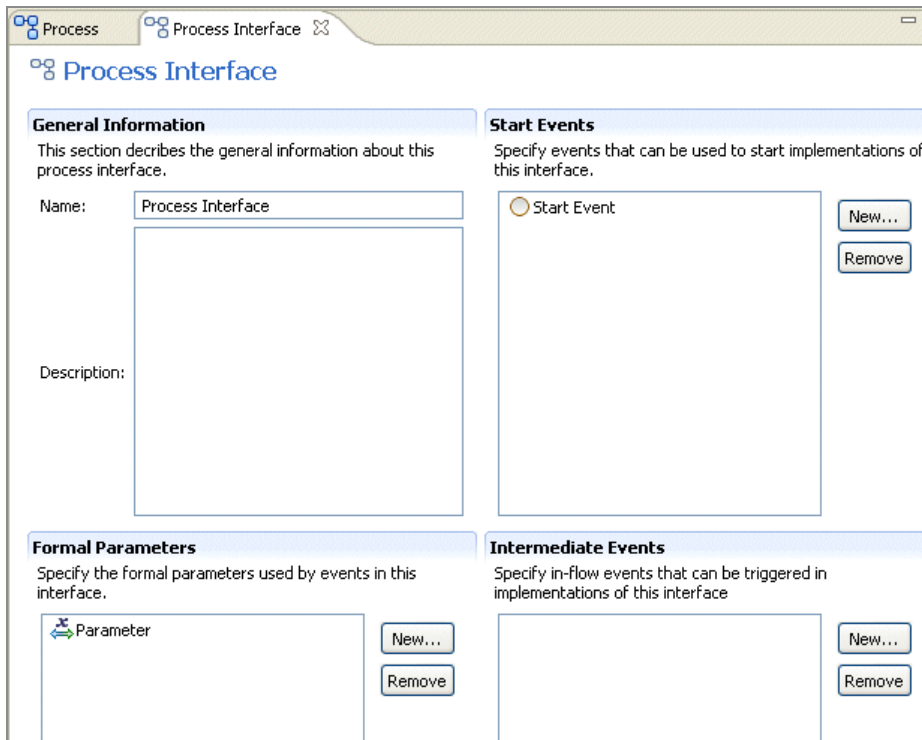 Process
Process Interface
Process Interface
General Information
This section decribes the general information about this
process interface.
Name:
Process Interface
Description:
Start Events
Specify events that can be used to start implementations of
this interface.
Start Event
New...
Remove
Formal Parameters
Specify the formal parameters used by events in this
interface.
Parameter
New...
Remove
Intermediate Events
Specify in-flow events that can be triggered in
implementations of this interface
New...
Remove